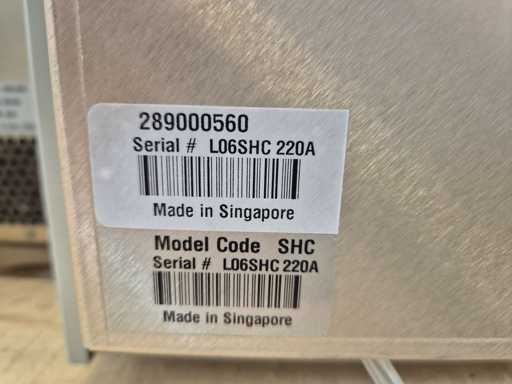 289000560
Serial # L06SHC 220A
Made in Singapore
Model Code SHC
Serial # L06SHC 220A
Made in Singapore